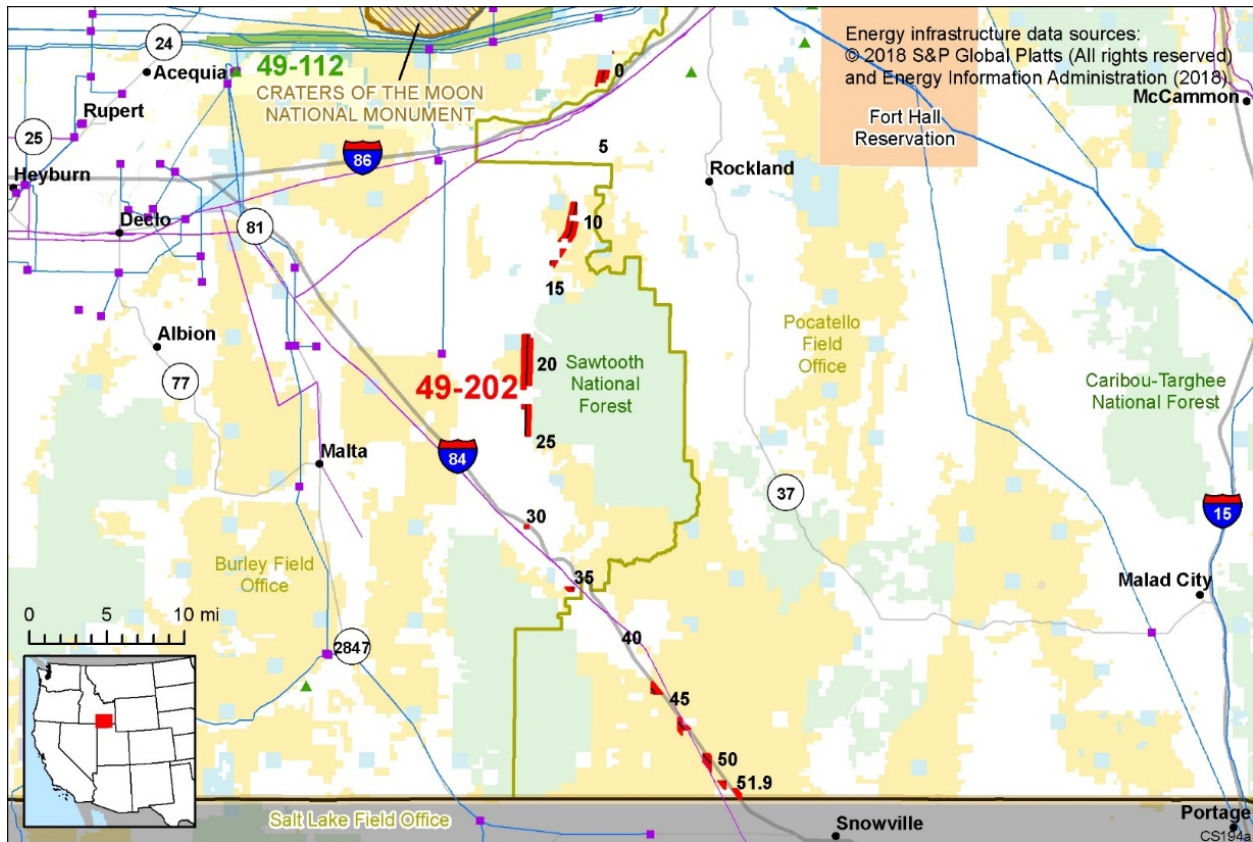 Energy infrastructure data sources:
© 2018 S&P Global Platts (All rights reserved)
and Energy Information Administration (2018).
24
Acequia
49-112
CRATERS OF THE MOON
NATIONAL MONUMENT
0
McCammon
Rupert
25
Fort Hall
Reservation
5
86
Heyburn
Rockland
Declo
81
10
15
Albion
Pocatello
Field
Office
77
20
Sawtooth
National
Forest
49-202
Caribou-Targhee
National Forest
25
Malta
84
37
15
30
Burley Field
Office
35
Malad City
0 5 10 mi
40
2847
45
50
51.9
Salt Lake Field Office
Snowville
Portage
CS194a